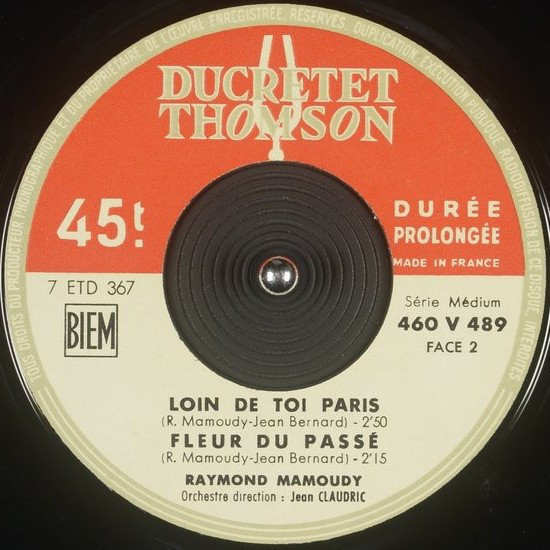 TOUS DROITS DU PRODUCTEUR PHONOGRAPHIQUE ET DU PROPRIÉTAIRE DE L'ŒUVRE ENREGISTRÉE, RÉSERVÉS. DUPLICATION, EXÉCUTION PUBLIQUE RADIODIFFUSION DE CE DISQUE, INTERDITES
DUCRETET
THOMSON
45t.
DURÉE
PROLONGÉE
MADE IN FRANCE
7 ETD 367
BIEM
Série Médium
460 V 489
FACE 2
LOIN DE TOI PARIS
(R. Mamoudy-Jean Bernard) - 2'50
FLEUR DU PASSÉ
(R. Mamoudy-Jean Bernard) - 2'15
RAYMOND MAMOUDY
Orchestre direction : Jean CLAUDRIC